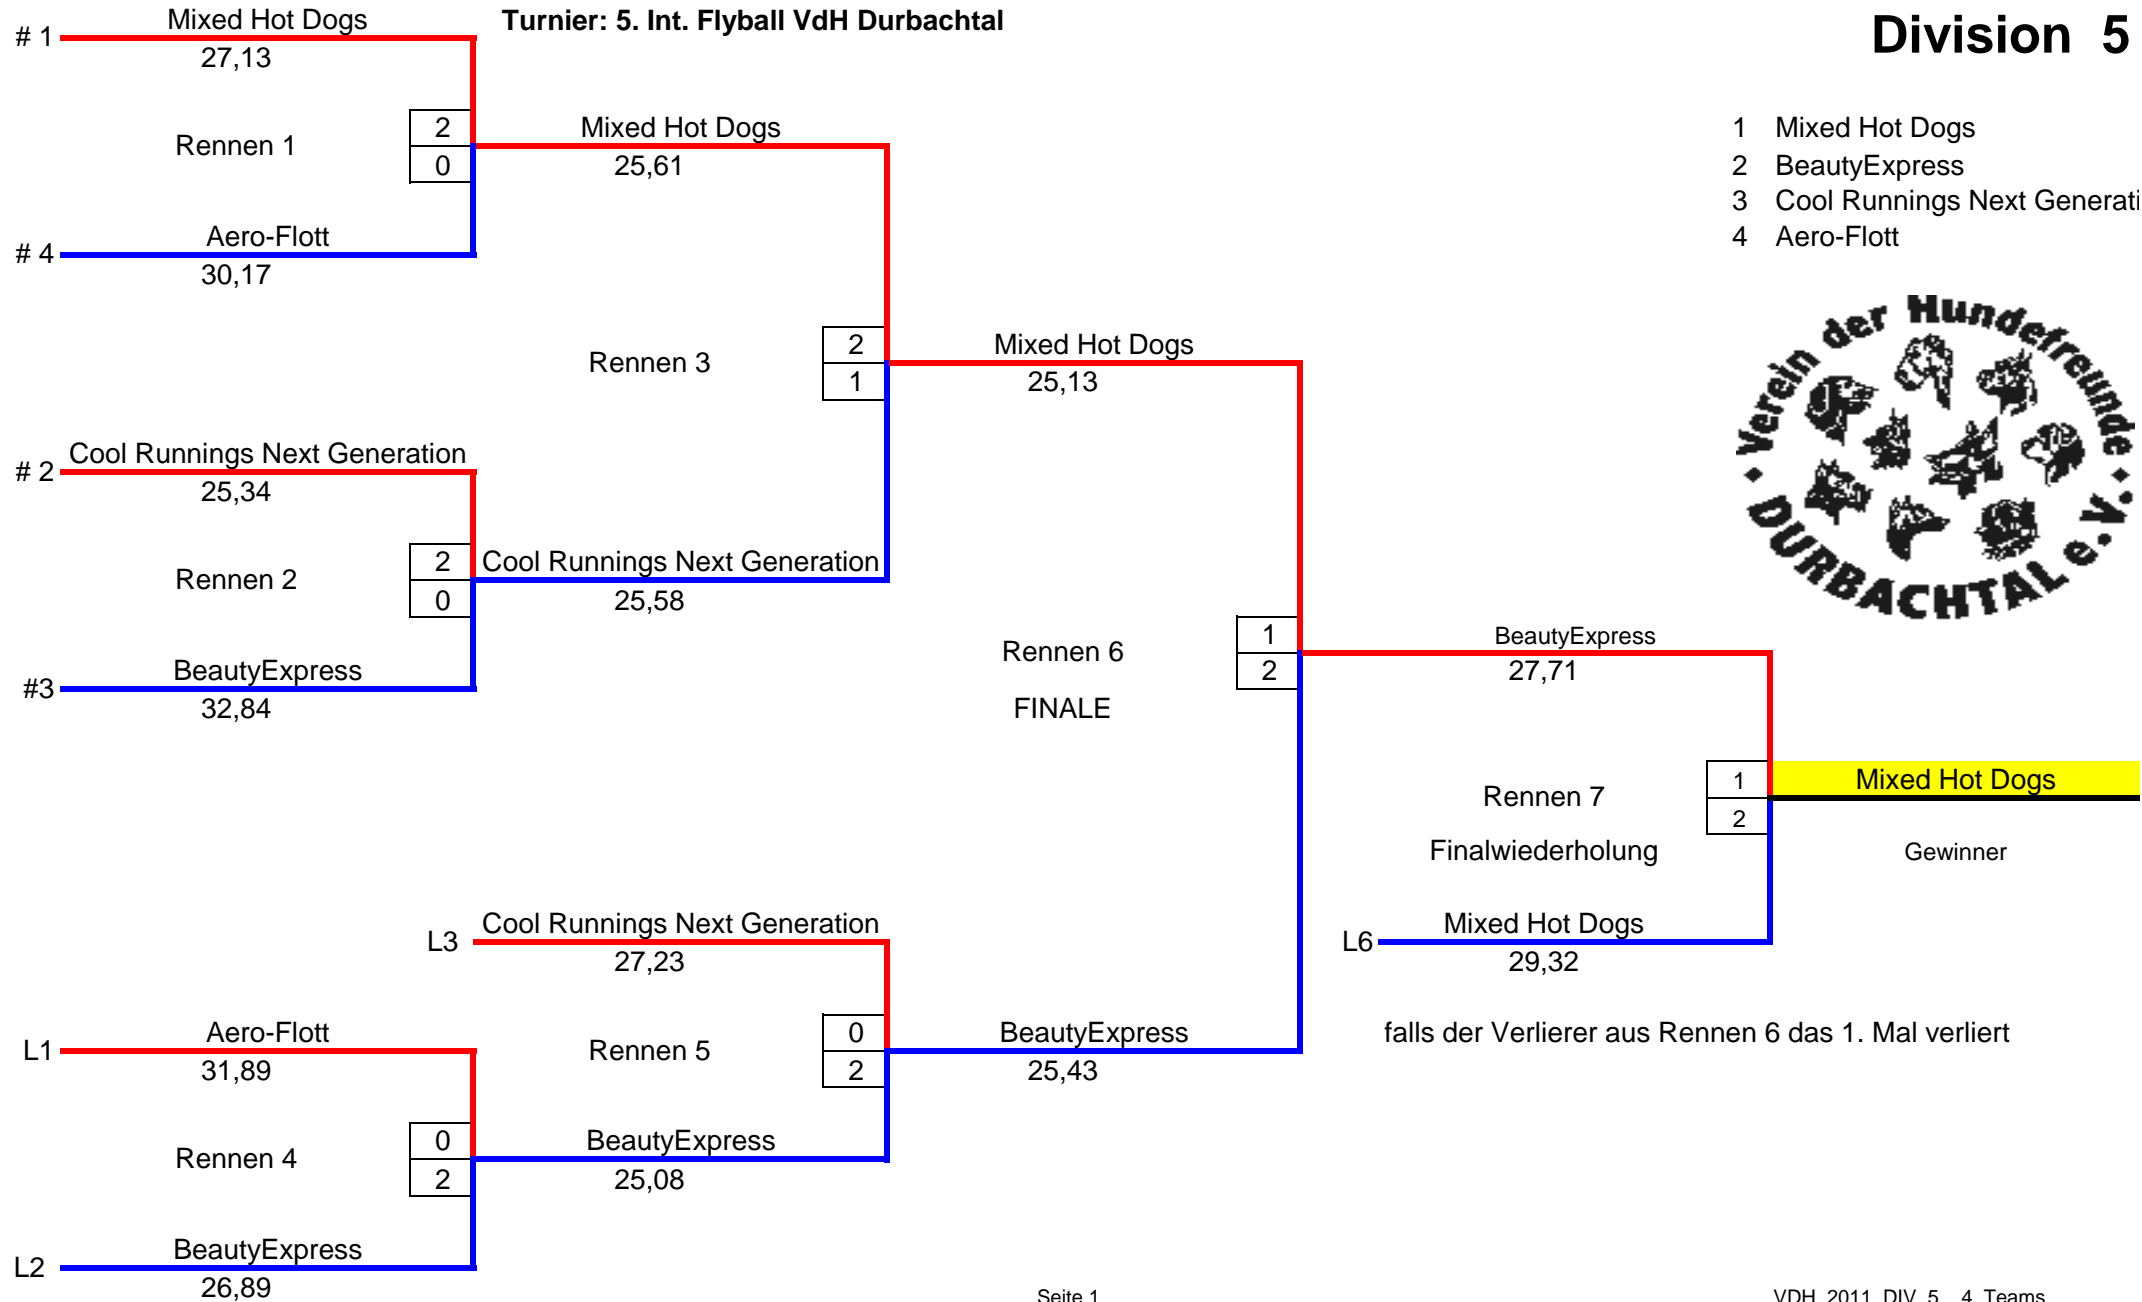 Turnier: 5. Int. Flyball VdH Durbachtal
Division 5
# 1
Mixed Hot Dogs
27,13
Rennen 1
2
0
# 4
Aero-Flott
30,17
Mixed Hot Dogs
25,61
1 Mixed Hot Dogs
2 BeautyExpress
3 Cool Runnings Next Generati
4 Aero-Flott
Verein der Hundefreunde
DURBACHTAL e.V.
Rennen 3
2
1
Mixed Hot Dogs
25,13
# 2
Cool Runnings Next Generation
25,34
Rennen 2
2
0
#3
BeautyExpress
32,84
Cool Runnings Next Generation
25,58
Rennen 6
FINALE
1
2
BeautyExpress
27,71
Rennen 7
Finalwiederholung
1
2
Mixed Hot Dogs
Gewinner
L6
Mixed Hot Dogs
29,32
falls der Verlierer aus Rennen 6 das 1. Mal verliert
L3
Cool Runnings Next Generation
27,23
Rennen 5
0
2
BeautyExpress
25,43
L1
Aero-Flott
31,89
Rennen 4
0
2
BeautyExpress
25,08
L2
BeautyExpress
26,89
Seite 1
VDH_2011_DIV_5__4_Teams